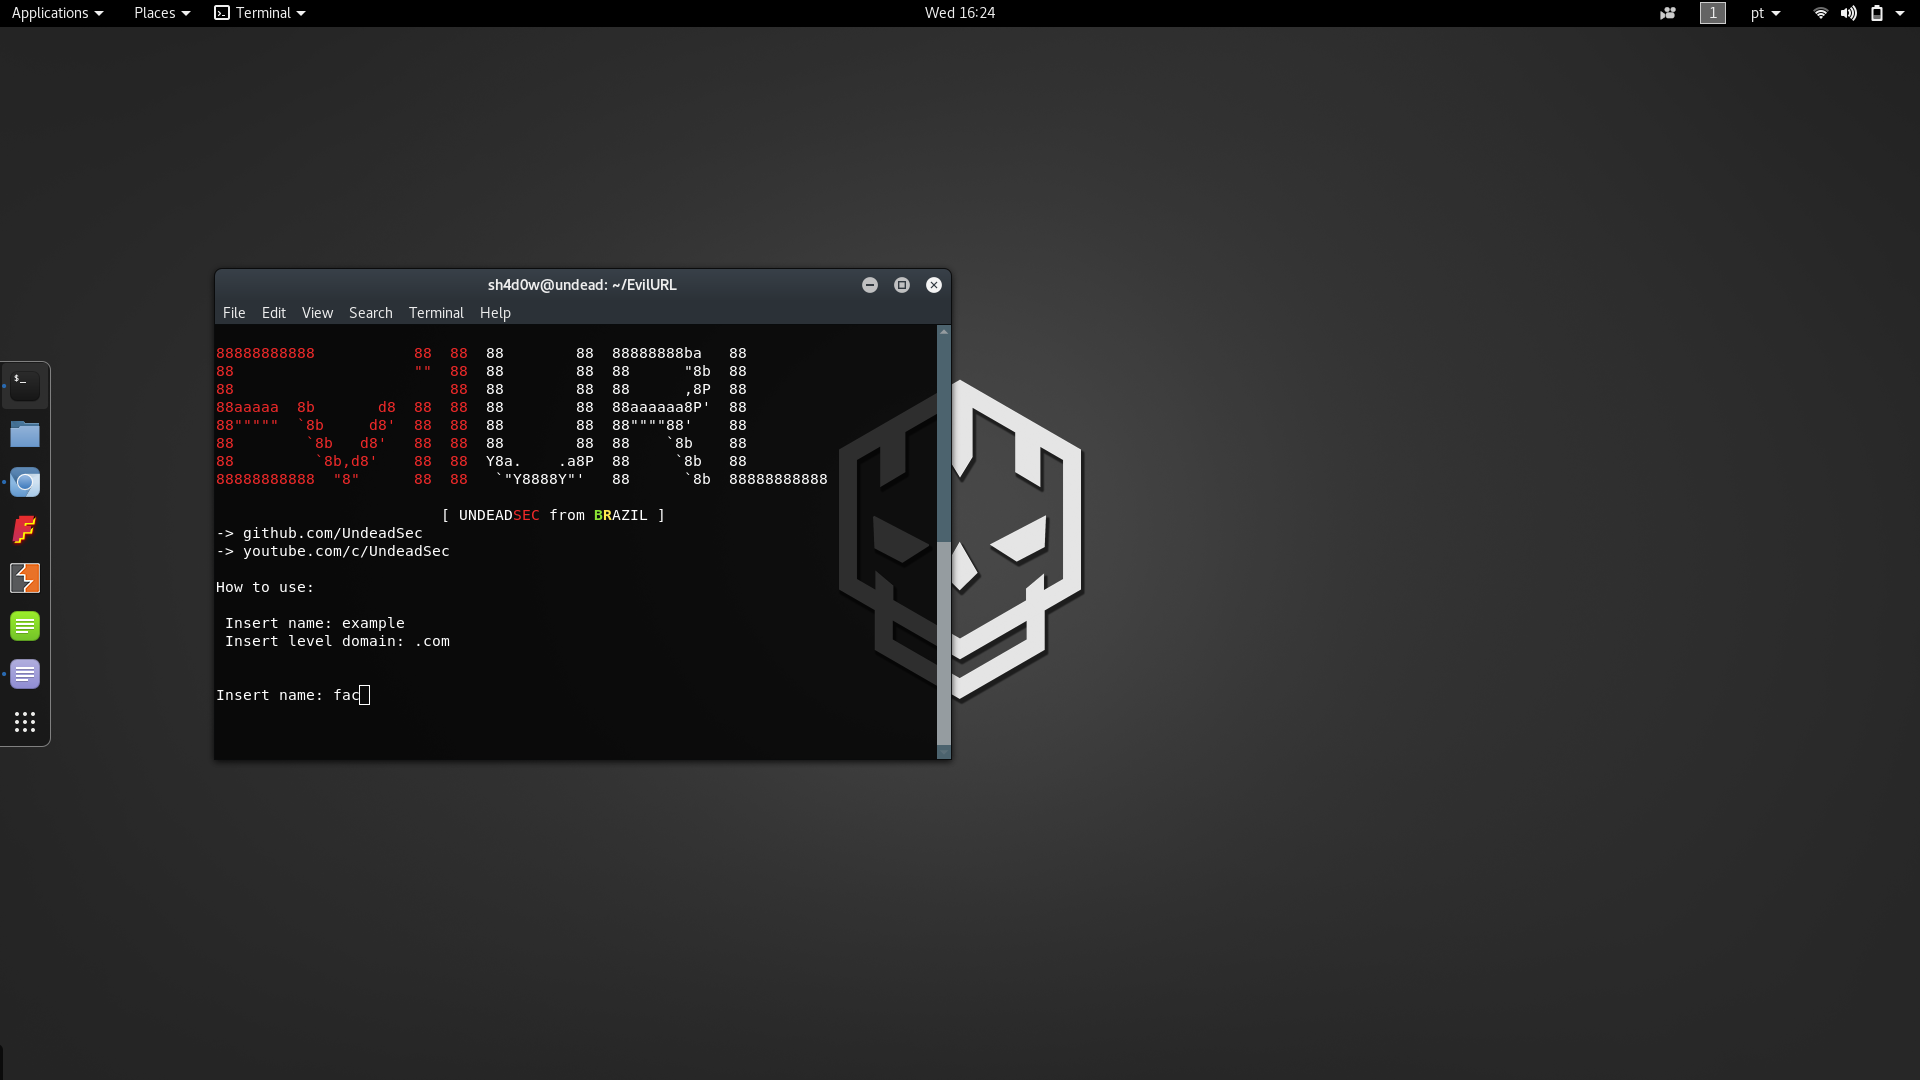 Applications Places Terminal Wed 16:24 1 pt
sh4d0w@undead: ~/EvilURL
File Edit View Search Terminal Help
88888888888           88  88  88        88  88888888ba   88
88                    ""  88  88        88  88      "8b  88
88                        88  88        88  88      ,8P  88
88aaaaa  8b       d8  88  88  88        88  88aaaaaa8P'  88
88"""""  `8b     d8'  88  88  88        88  88""""88'    88
88        `8b   d8'   88  88  88        88  88    `8b    88
88         `8b,d8'    88  88  Y8a.    .a8P  88     `8b   88
88888888888  "8"      88  88   `"Y8888Y"'   88      `8b  88888888888
[ UNDEADSEC from BRAZIL ]
-> github.com/UndeadSec
-> youtube.com/c/UndeadSec
How to use:
Insert name: example
Insert level domain: .com
Insert name: fac